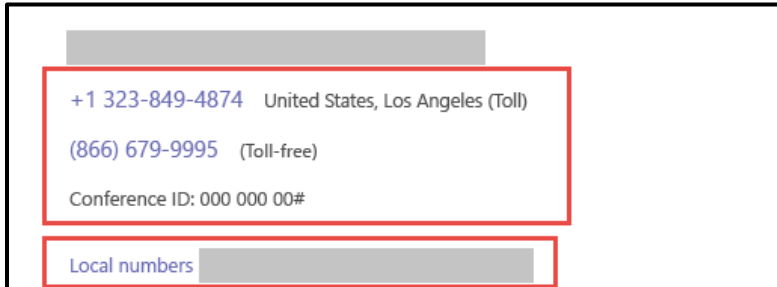 +1 323-849-4874 United States, Los Angeles (Toll)
(866) 679-9995 (Toll-free)
Conference ID: 000 000 00#
Local numbers